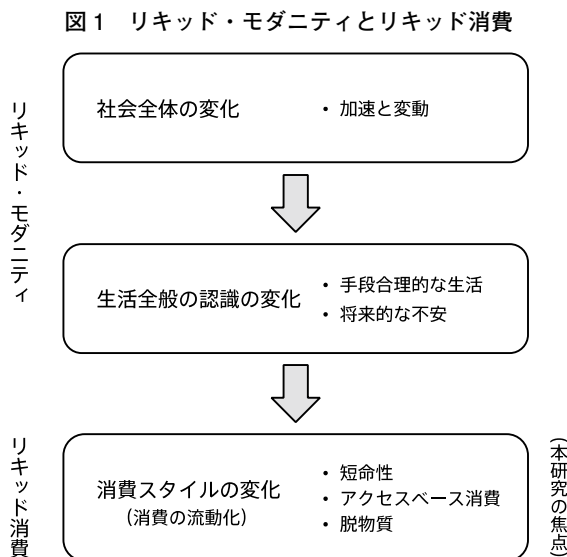 図1 リキッド・モダニティとリキッド消費
リキッド・モダニティ
社会全体の変化
・加速と変動
生活全般の認識の変化
・手段合理的な生活
・将来的な不安
リキッド消費
消費スタイルの変化
(消費の流動化)
・短命性
・アクセスベース消費
・脱物質
(本研究の焦点)